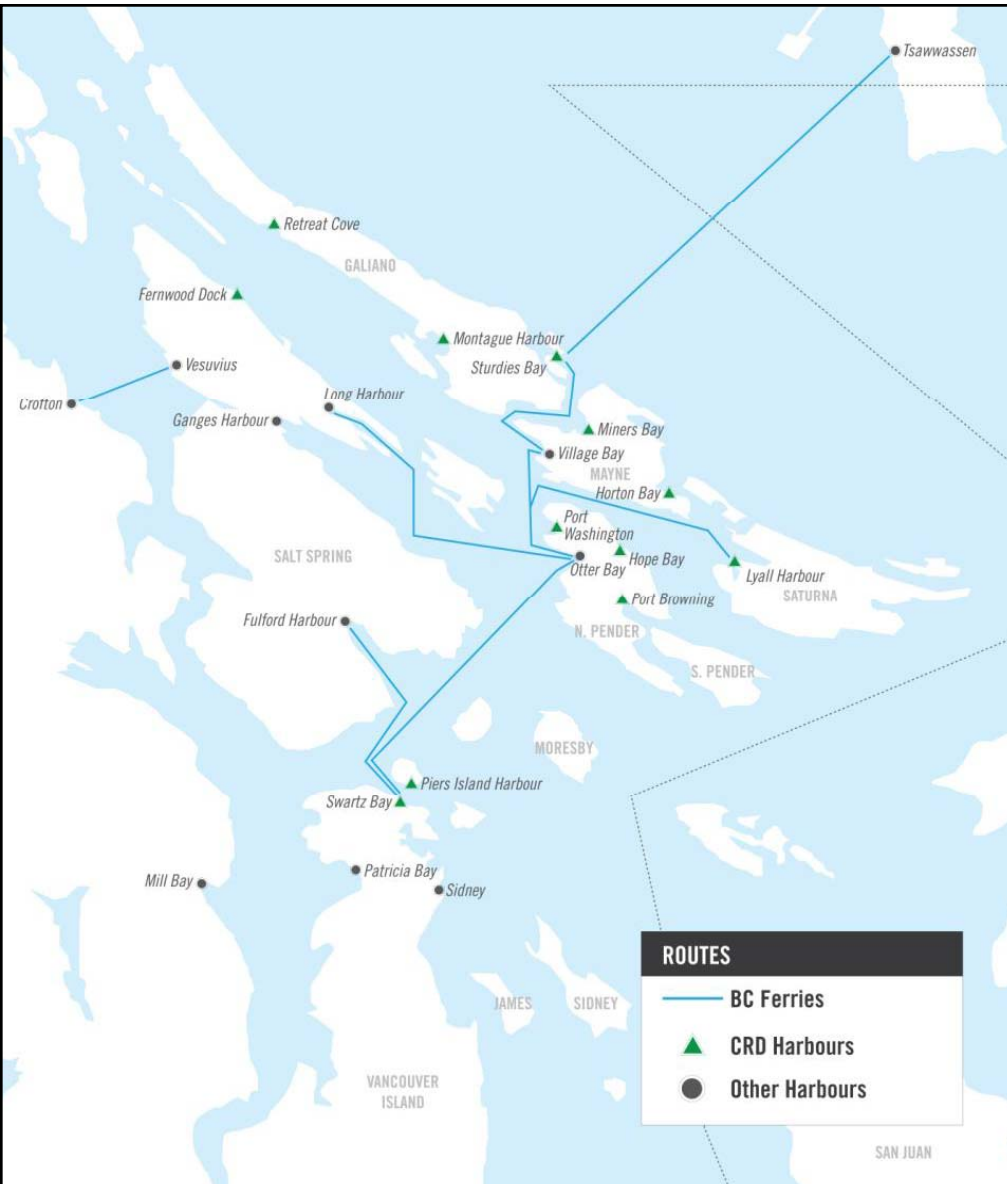 Tsawwassen
Retreat Cove
GALIANO
Fernwood Dock
Montague Harbour
Sturdies Bay
Vesuvius
Long Harbour
Crofton
Ganges Harbour
Miners Bay
Village Bay
MAYNE
Horton Bay
Port
Washington
Hope Bay
Otter Bay
Lyall Harbour
SATURNA
SALT SPRING
Port Browning
Fulford Harbour
N. PENDER
S. PENDER
MORESBY
Piers Island Harbour
Swartz Bay
Patricia Bay
Mill Bay
Sidney
JAMES
SIDNEY
VANCOUVER
ISLAND
ROUTES
BC Ferries
CRD Harbours
Other Harbours
SAN JUAN